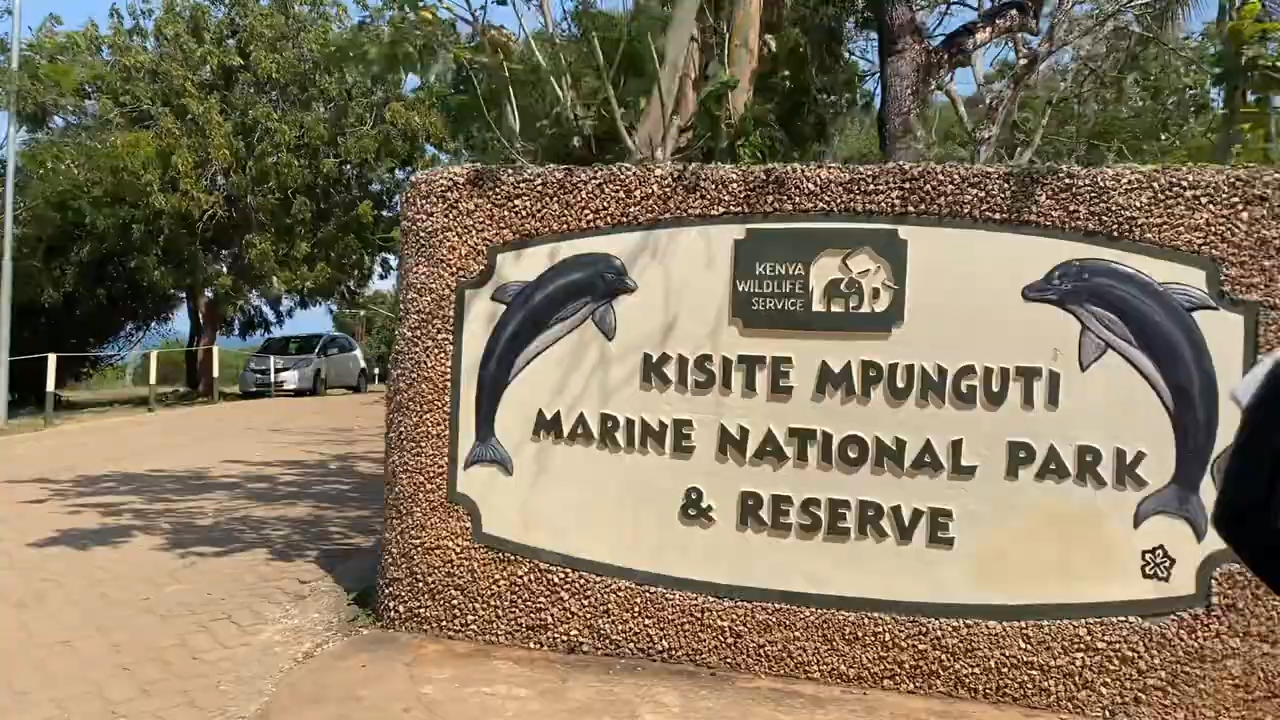 KENYA
WILDLIFE
SERVICE
KISITE MPUNGUTI
MARINE NATIONAL PARK
& RESERVE